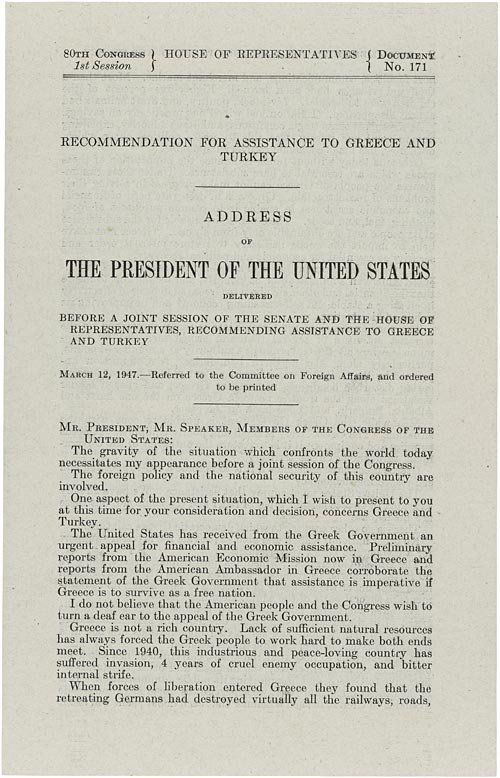 80TH CONGRESS } HOUSE OF REPRESENTATIVES { DOCUMENT
1st Session } { No. 171
RECOMMENDATION FOR ASSISTANCE TO GREECE AND
TURKEY
ADDRESS
OF
THE PRESIDENT OF THE UNITED STATES
DELIVERED
BEFORE A JOINT SESSION OF THE SENATE AND THE HOUSE OF
REPRESENTATIVES, RECOMMENDING ASSISTANCE TO GREECE
AND TURKEY
MARCH 12, 1947.—Referred to the Committee on Foreign Affairs, and ordered
to be printed
MR. PRESIDENT, MR. SPEAKER, MEMBERS OF THE CONGRESS OF THE
UNITED STATES:
The gravity of the situation which confronts the world today
necessitates my appearance before a joint session of the Congress.
The foreign policy and the national security of this country are
involved.
One aspect of the present situation, which I wish to present to you
at this time for your consideration and decision, concerns Greece and
Turkey.
The United States has received from the Greek Government an
urgent appeal for financial and economic assistance. Preliminary
reports from the American Economic Mission now in Greece and
reports from the American Ambassador in Greece corroborate the
statement of the Greek Government that assistance is imperative if
Greece is to survive as a free nation.
I do not believe that the American people and the Congress wish to
turn a deaf ear to the appeal of the Greek Government.
Greece is not a rich country. Lack of sufficient natural resources
has always forced the Greek people to work hard to make both ends
meet. Since 1940, this industrious and peace-loving country has
suffered invasion, 4 years of cruel enemy occupation, and bitter
internal strife.
When forces of liberation entered Greece they found that the
retreating Germans had destroyed virtually all the railways, roads,